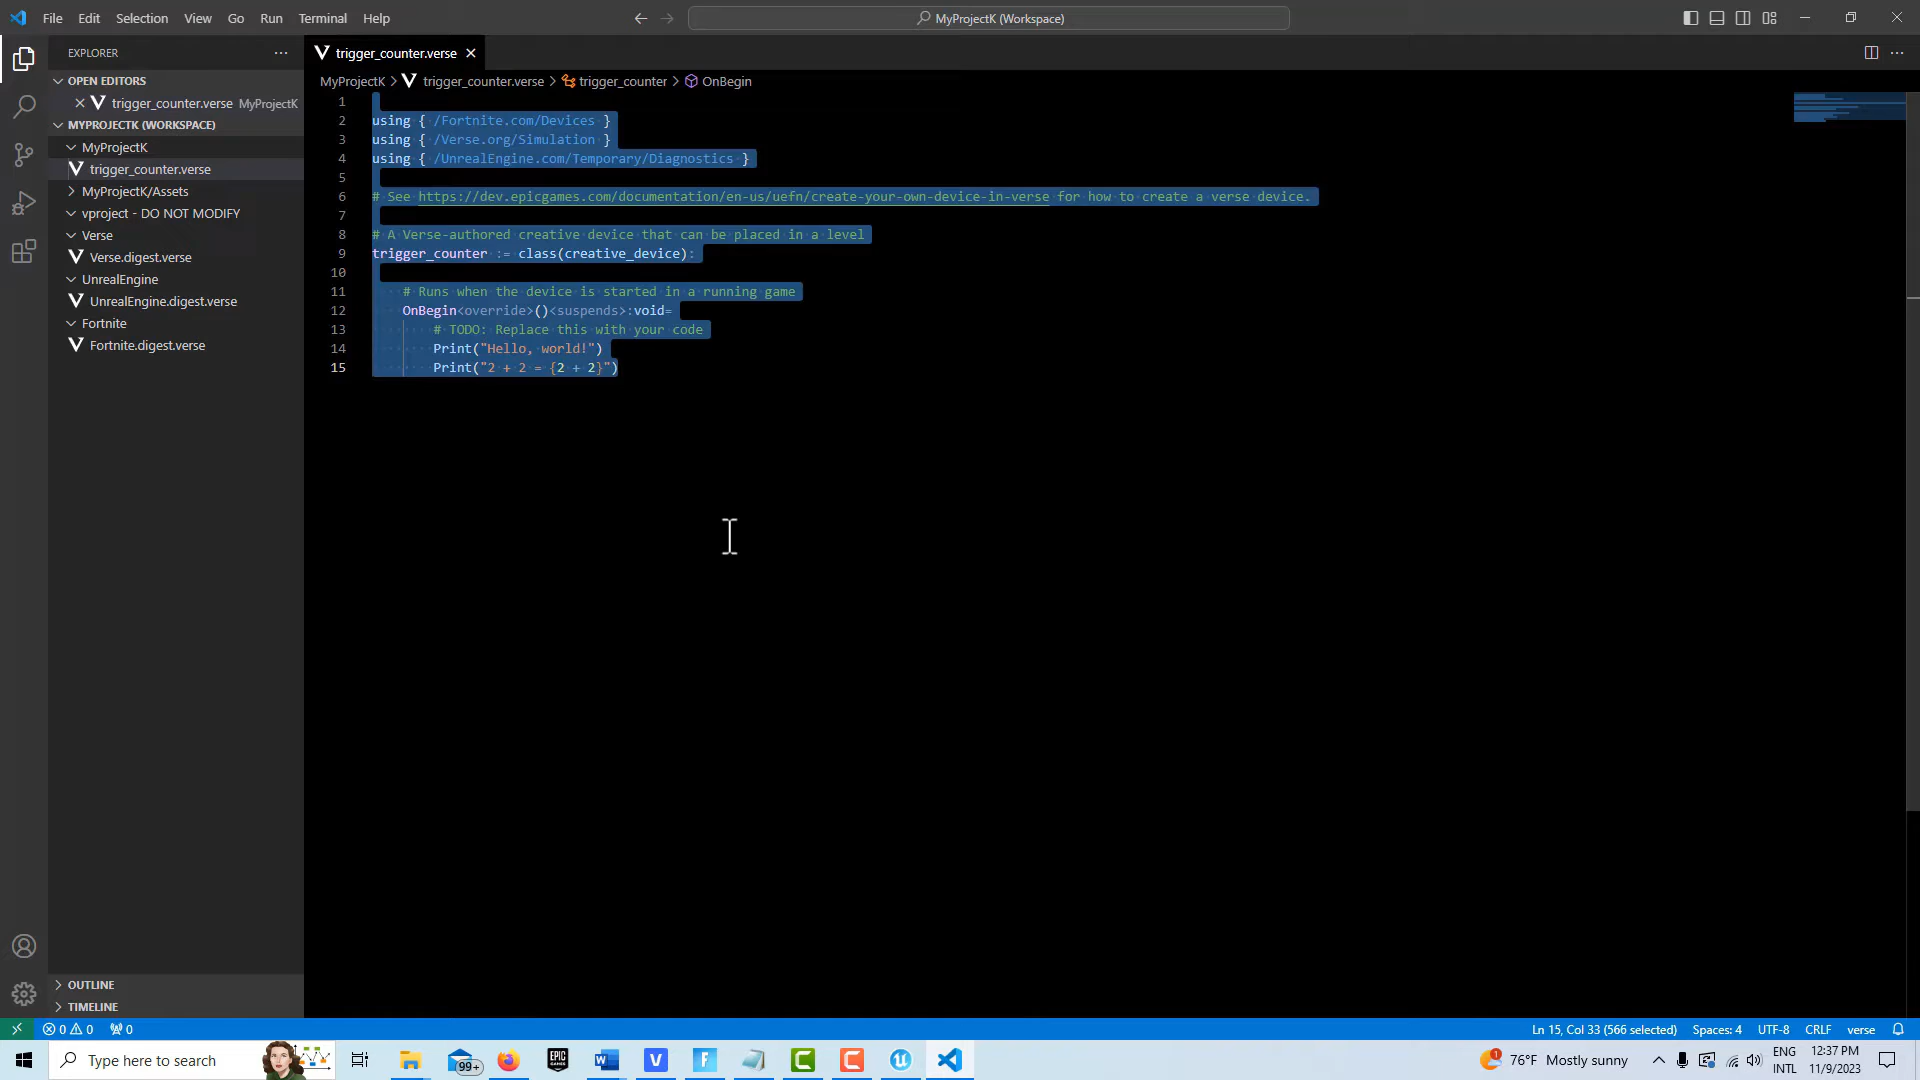 File Edit Selection View Go Run Terminal Help
MyProjectK (Workspace)
EXPLORER
OPEN EDITORS
trigger_counter.verse MyProjectK
MYPROJECTK (WORKSPACE)
MyProjectK
trigger_counter.verse
MyProjectK/Assets
vproject - DO NOT MODIFY
Verse
Verse.digest.verse
UnrealEngine
UnrealEngine.digest.verse
Fortnite
Fortnite.digest.verse
OUTLINE
TIMELINE
trigger_counter.verse
MyProjectK > trigger_counter.verse > trigger_counter > OnBegin
1
2 using { /Fortnite.com/Devices }
3 using { /Verse.org/Simulation }
4 using { /UnrealEngine.com/Temporary/Diagnostics }
5
6 # See https://dev.epicgames.com/documentation/en-us/uefn/create-your-own-device-in-verse for how to create a verse device.
7
8 # A Verse-authored creative device that can be placed in a level
9 trigger_counter := class(creative_device):
10
11 # Runs when the device is started in a running game
12 OnBegin<override>()<suspends>:void=
13 # TODO: Replace this with your code
14 Print("Hello, world!")
15 Print("2 + 2 = {2 + 2}")
0 0 0
Ln 15, Col 33 (566 selected) Spaces: 4 UTF-8 CRLF verse
Type here to search
99+
EPIC GAMES
1
76°F Mostly sunny
ENG
INTL
12:37 PM
11/9/2023